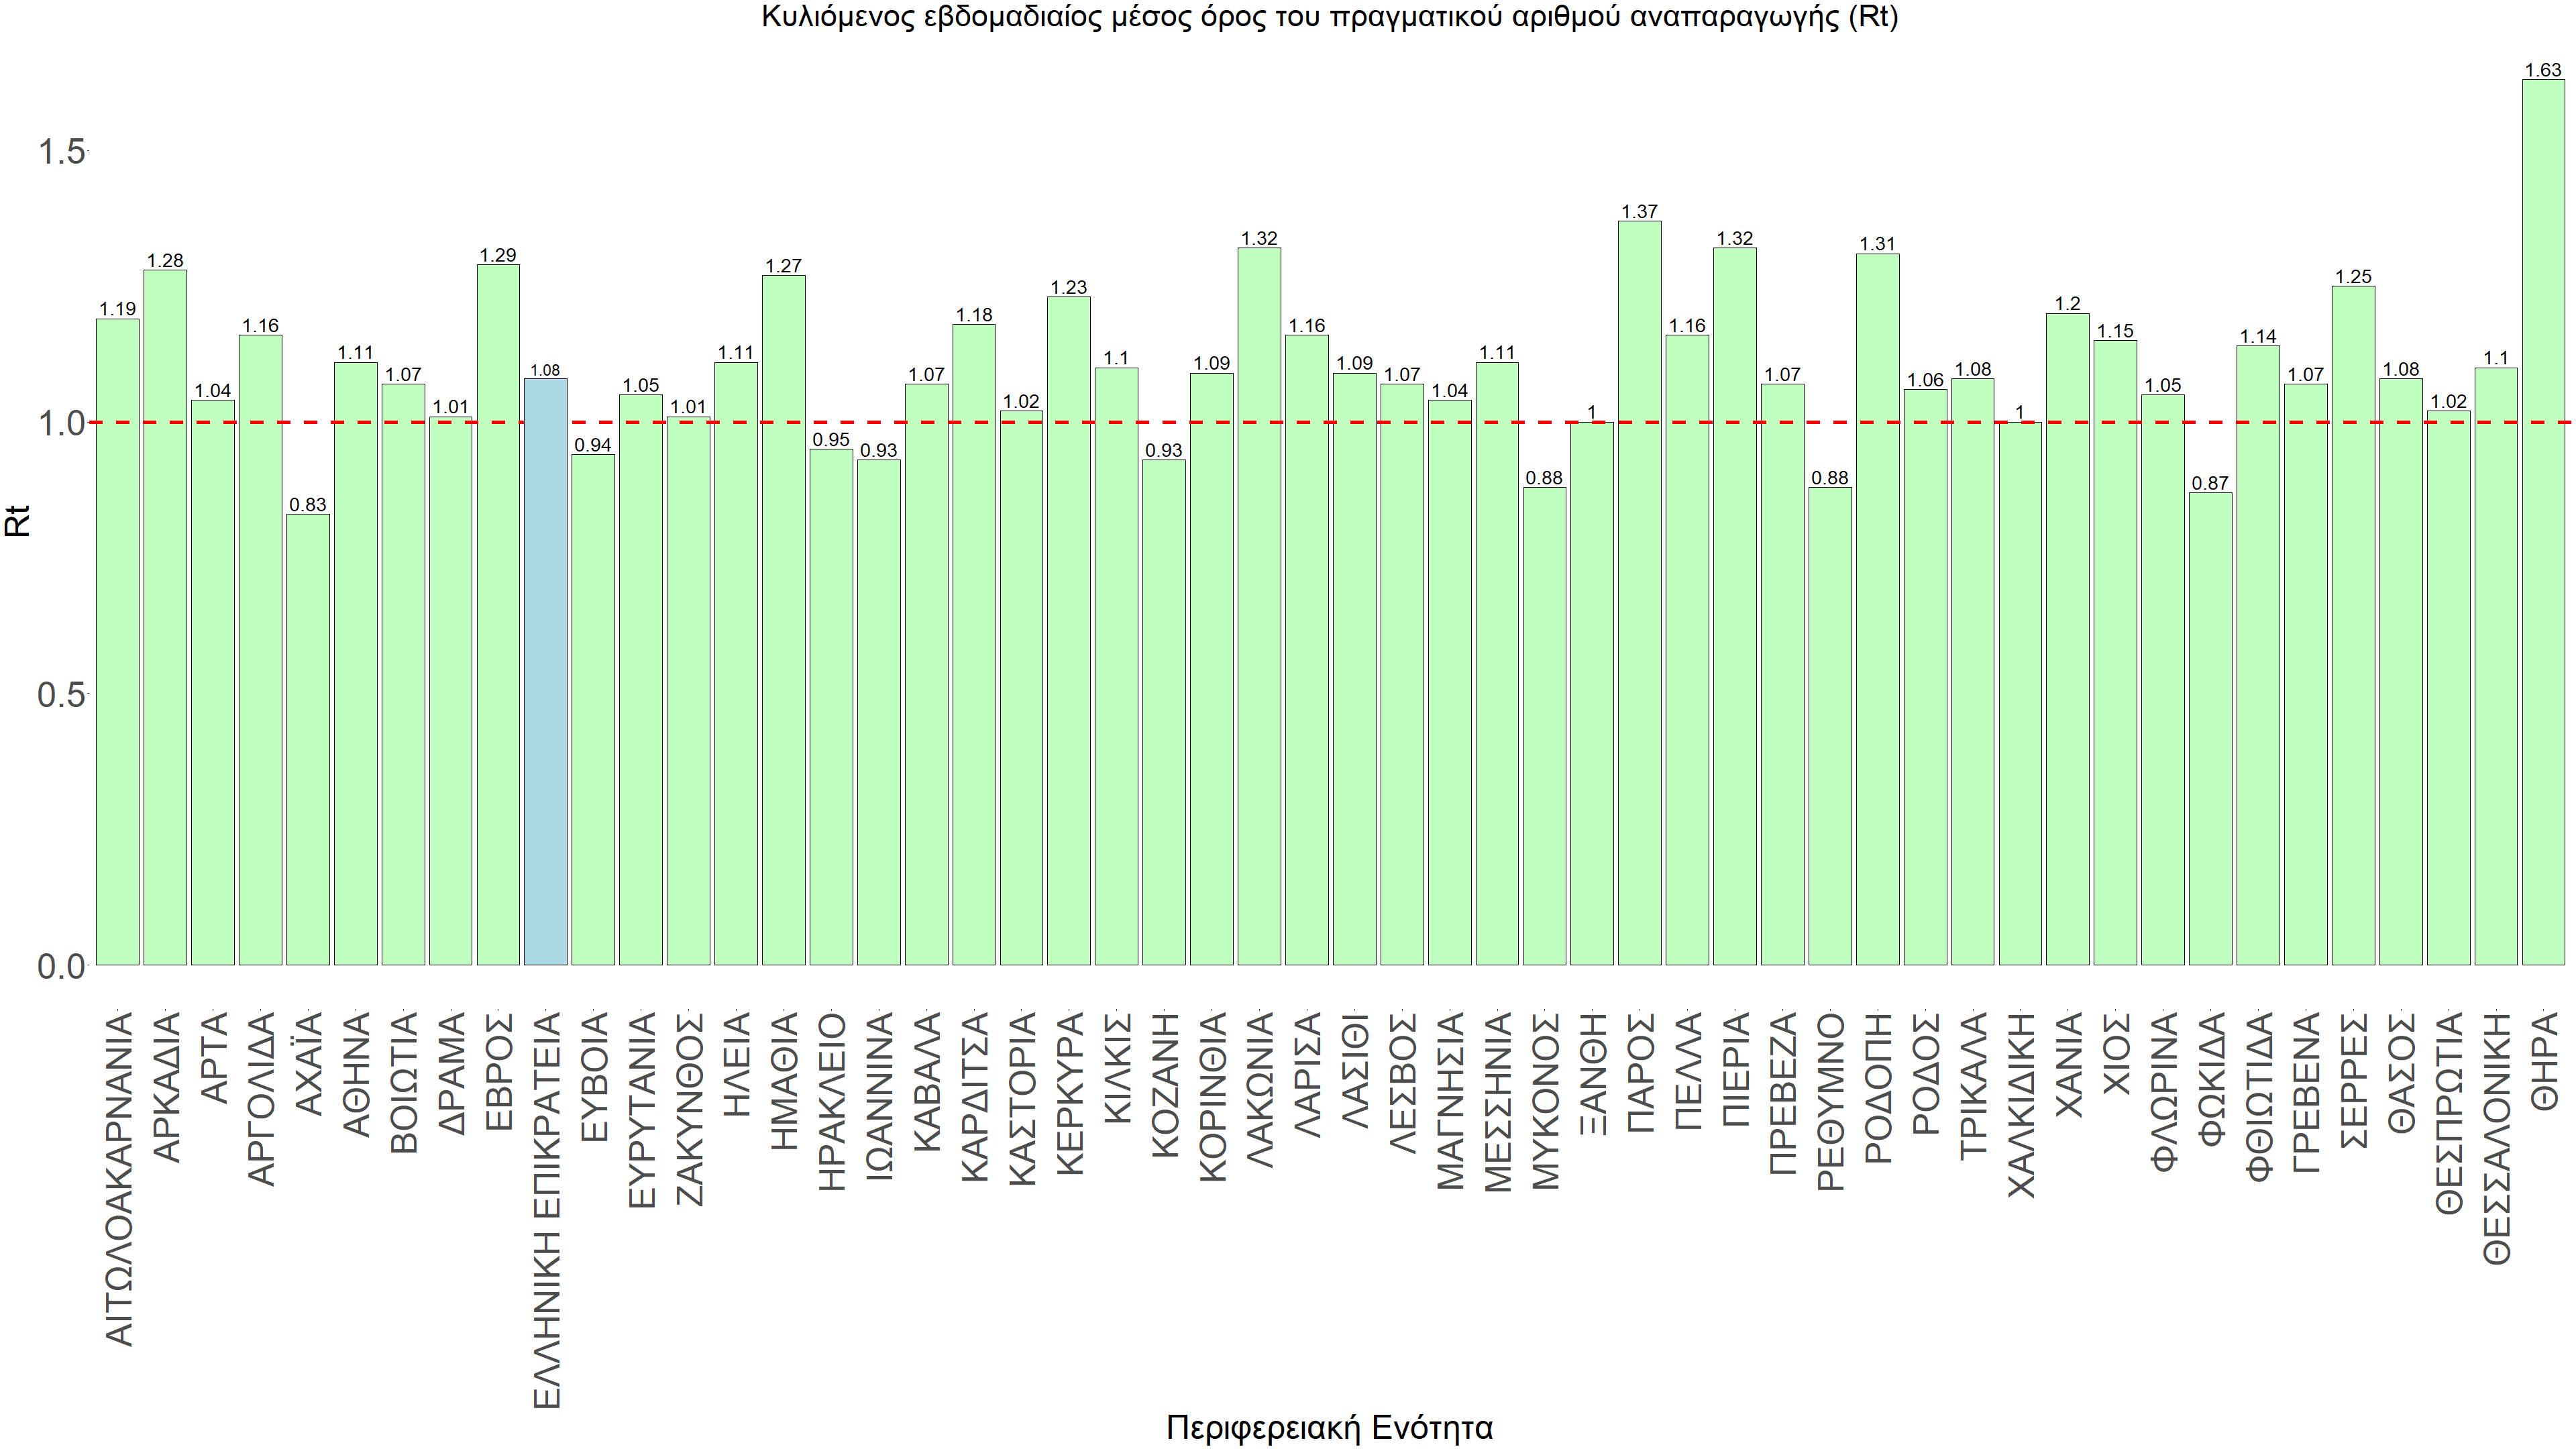 Κυλιόμενος εβδομαδιαίος μέσος όρος του πραγματικού αριθμού αναπαραγωγής (Rt)
Rt
1.5
1.0
0.5
0.0
1.19
1.28
1.04
1.16
0.83
1.11
1.07
1.01
1.29
1.08
0.94
1.05
1.01
1.11
1.27
0.95
0.93
1.07
1.18
1.02
1.23
1.1
0.93
1.09
1.32
1.16
1.09
1.07
1.04
1.11
0.88
1
1.37
1.16
1.32
1.07
0.88
1.31
1.06
1.08
1
1.2
1.15
1.05
0.87
1.14
1.07
1.25
1.08
1.02
1.1
1.63
ΑΙΤΩΛΟΑΚΑΡΝΑΝΙΑ
ΑΡΚΑΔΙΑ
ΑΡΤΑ
ΑΡΓΟΛΙΔΑ
ΑΧΑΪΑ
ΑΘΗΝΑ
ΒΟΙΩΤΙΑ
ΔΡΑΜΑ
ΕΒΡΟΣ
ΕΛΛΗΝΙΚΗ ΕΠΙΚΡΑΤΕΙΑ
ΕΥΒΟΙΑ
ΕΥΡΥΤΑΝΙΑ
ΖΑΚΥΝΘΟΣ
ΗΛΕΙΑ
ΗΜΑΘΙΑ
ΗΡΑΚΛΕΙΟ
ΙΩΑΝΝΙΝΑ
ΚΑΒΑΛΑ
ΚΑΡΔΙΤΣΑ
ΚΑΣΤΟΡΙΑ
ΚΕΡΚΥΡΑ
ΚΙΛΚΙΣ
ΚΟΖΑΝΗ
ΚΟΡΙΝΘΙΑ
ΛΑΚΩΝΙΑ
ΛΑΡΙΣΑ
ΛΑΣΙΘΙ
ΛΕΣΒΟΣ
ΜΑΓΝΗΣΙΑ
ΜΕΣΣΗΝΙΑ
ΜΥΚΟΝΟΣ
ΞΑΝΘΗ
ΠΑΡΟΣ
ΠΕΛΛΑ
ΠΙΕΡΙΑ
ΠΡΕΒΕΖΑ
ΡΕΘΥΜΝΟ
ΡΟΔΟΠΗ
ΡΟΔΟΣ
ΤΡΙΚΑΛΑ
ΧΑΛΚΙΔΙΚΗ
ΧΑΝΙΑ
ΧΙΟΣ
ΦΛΩΡΙΝΑ
ΦΩΚΙΔΑ
ΦΘΙΩΤΙΔΑ
ΓΡΕΒΕΝΑ
ΣΕΡΡΕΣ
ΘΑΣΟΣ
ΘΕΣΠΡΩΤΙΑ
ΘΕΣΣΑΛΟΝΙΚΗ
ΘΗΡΑ
Περιφερειακή Ενότητα